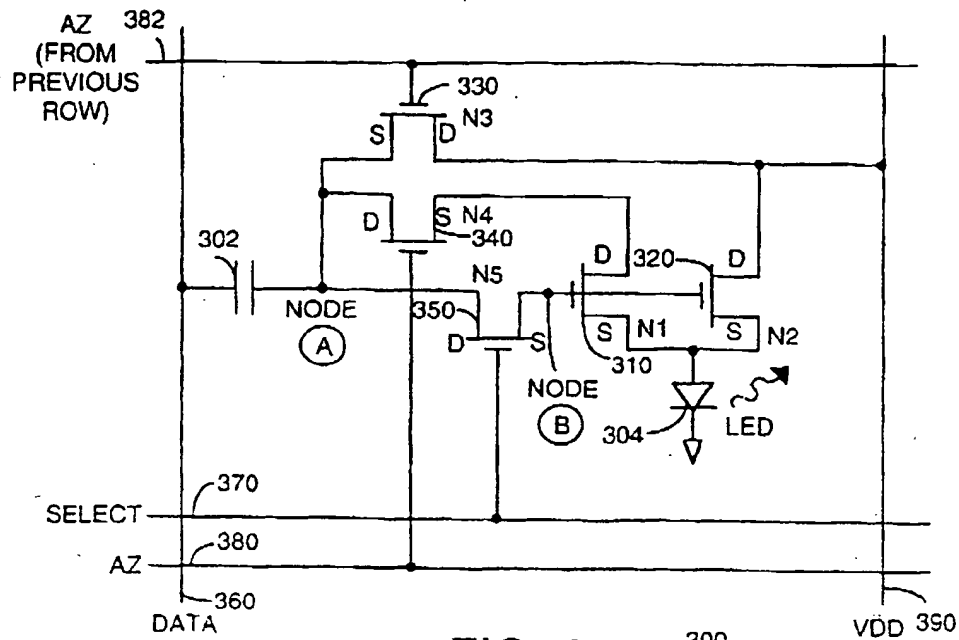 AZ 382
(FROM
PREVIOUS
ROW)
330
N3
S D
D S N4
340
302
N5
320 D
D
NODE
A
350
D S
S N1
S N2
310
NODE
B
304
LED
370
SELECT
380
AZ
360
DATA
VDD 390